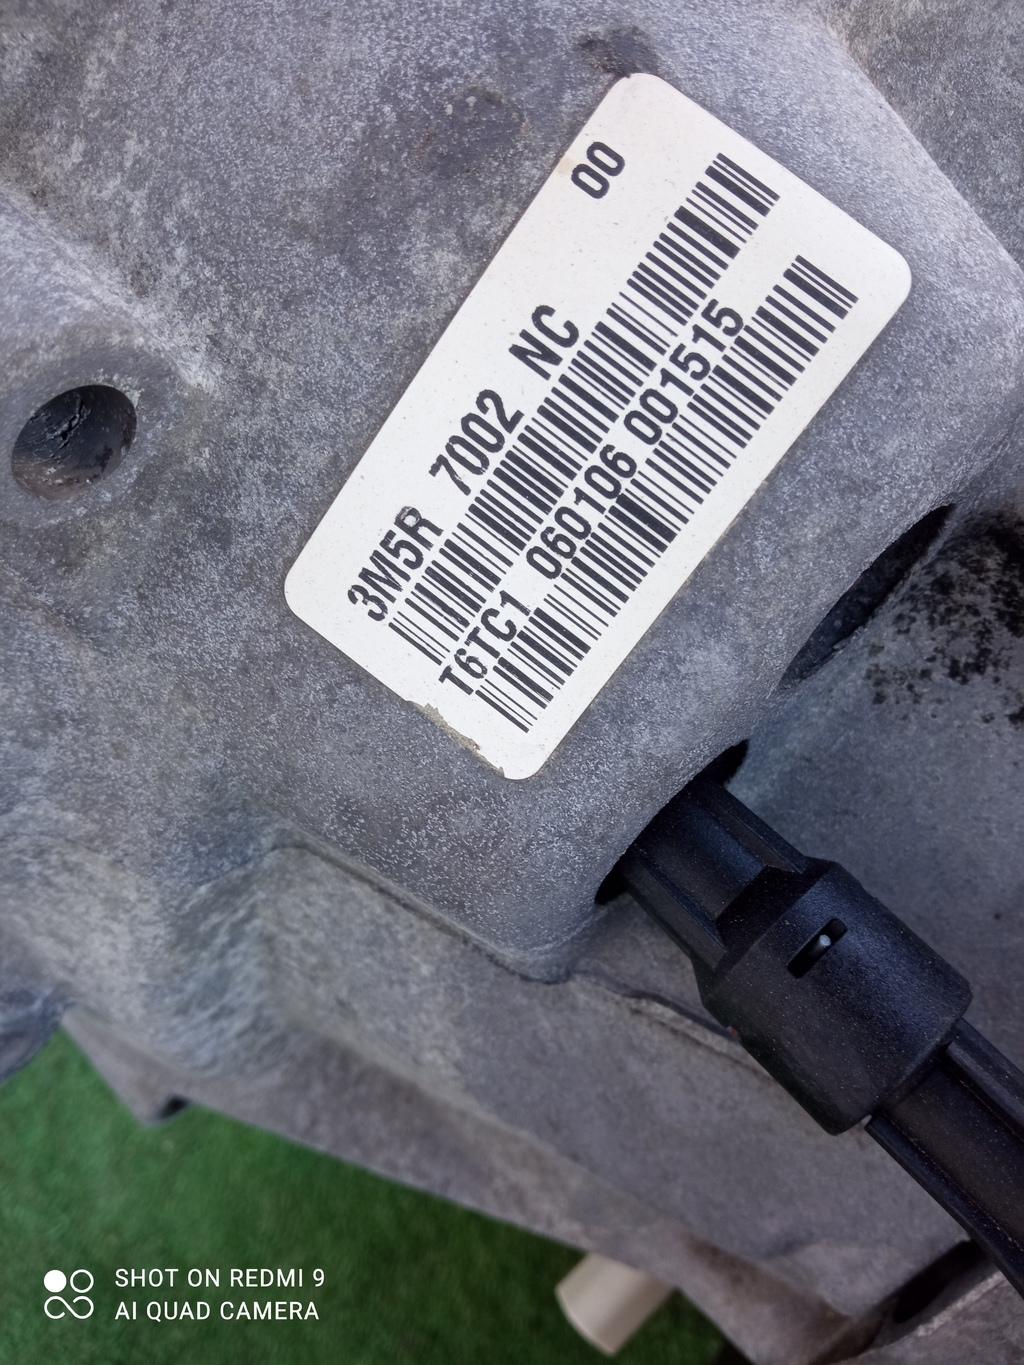 3M5R 7002 NC 00
T6TC1 060106 001515
SHOT ON REDMI 9
AI QUAD CAMERA